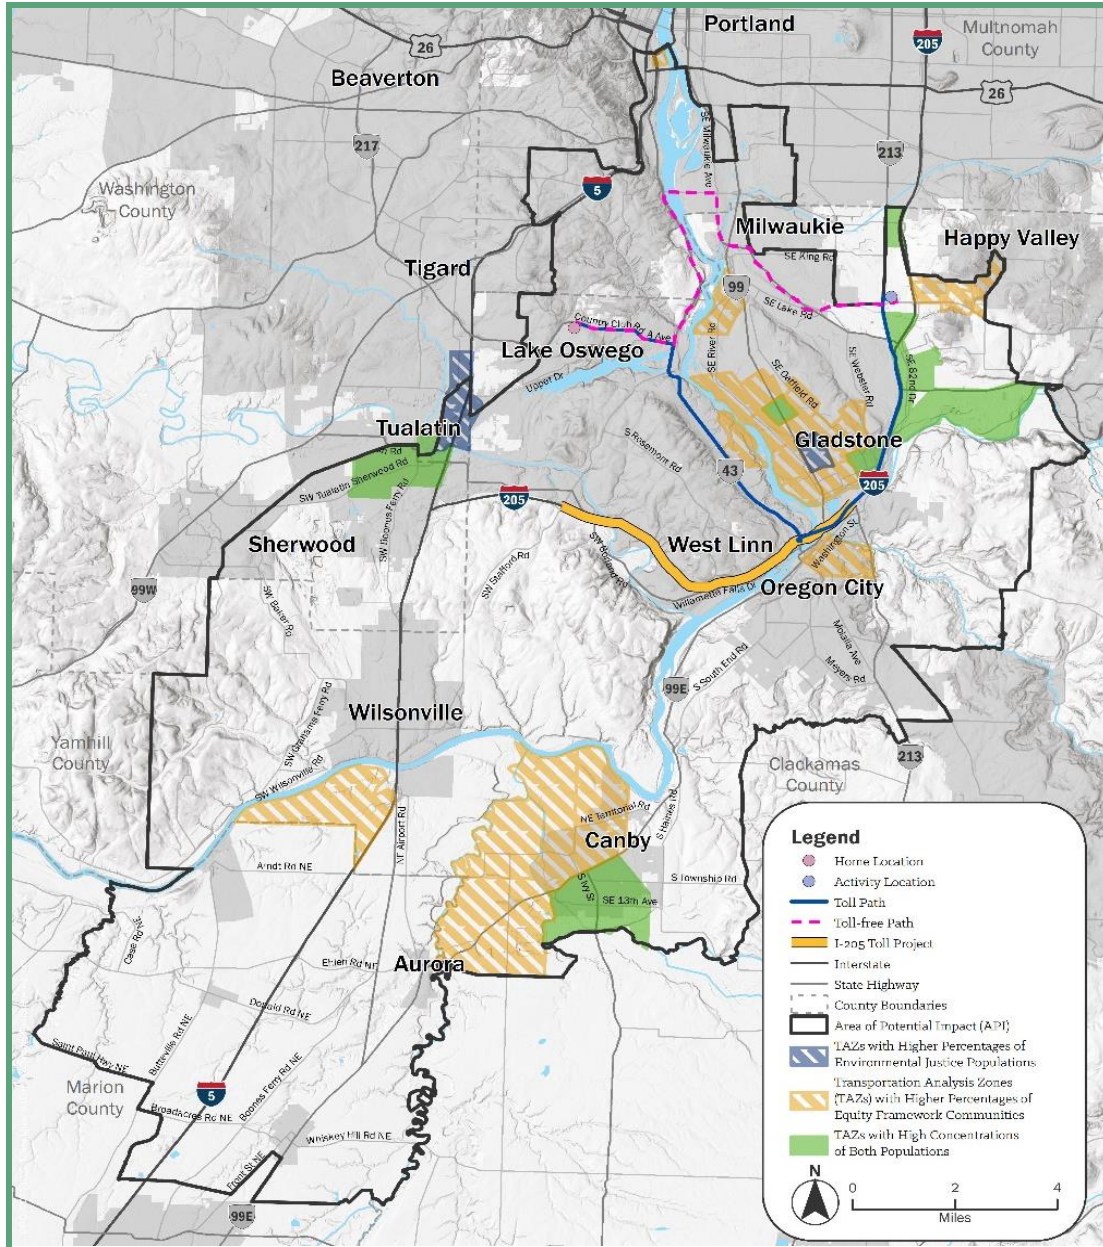 Portland
Multnomah
County
205
26
Beaverton
26
217
213
SE Milwaukie Ave
Washington
County
5
Milwaukie
Happy Valley
Tigard
SE King Rd
99
SE Lake Rd
Country Club Rd
A Ave
Lake Oswego
SE River Rd
SE Oatfield Rd
SE Webster Rd
SE 82nd Dr
Upper Dr
Tualatin
S Rosemont Rd
Gladstone
43
SW Tualatin Sherwood Rd
205
205
SW Boones Ferry Rd
Sherwood
SW Borland Rd
West Linn
Washington St
SW Stafford Rd
Willamette Falls Dr
Oregon City
99W
SW Baker Rd
Molalla Ave
Meyers Rd
S South End Rd
99E
Wilsonville
SW Grahams Ferry Rd
Yamhill
County
213
Clackamas
County
SW Wilsonville Rd
NE Territorial Rd
S Haines Rd
NE Airport Rd
Canby
Arndt Rd NE
S Township Rd
S Ivy St
SE 13th Ave
Case Rd NE
Ehlen Rd NE
Aurora
Donald Rd NE
Saint Paul Hwy NE
Butteville Rd NE
Marion
County
5
Boones Ferry Rd NE
Broadacres Rd NE
Whiskey Hill Rd NE
Front St NE
99E
Legend
Home Location
Activity Location
Toll Path
Toll-free Path
I-205 Toll Project
Interstate
State Highway
County Boundaries
Area of Potential Impact (API)
TAZs with Higher Percentages of
Environmental Justice Populations
Transportation Analysis Zones
(TAZs) with Higher Percentages of
Equity Framework Communities
TAZs with High Concentrations
of Both Populations
N
0 2 4
Miles